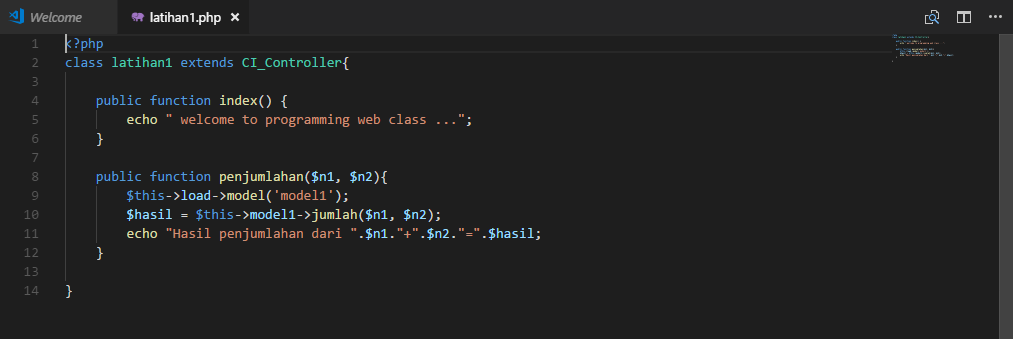 Welcome latihan1.php ×
1 <?php
2 class latihan1 extends CI_Controller{
3
4     public function index() {
5         echo " welcome to programming web class ...";
6     }
7
8     public function penjumlahan($n1, $n2){
9         $this->load->model('model1');
10         $hasil = $this->model1->jumlah($n1, $n2);
11         echo "Hasil penjumlahan dari ".$n1."+".$n2."=".$hasil;
12     }
13
14 }